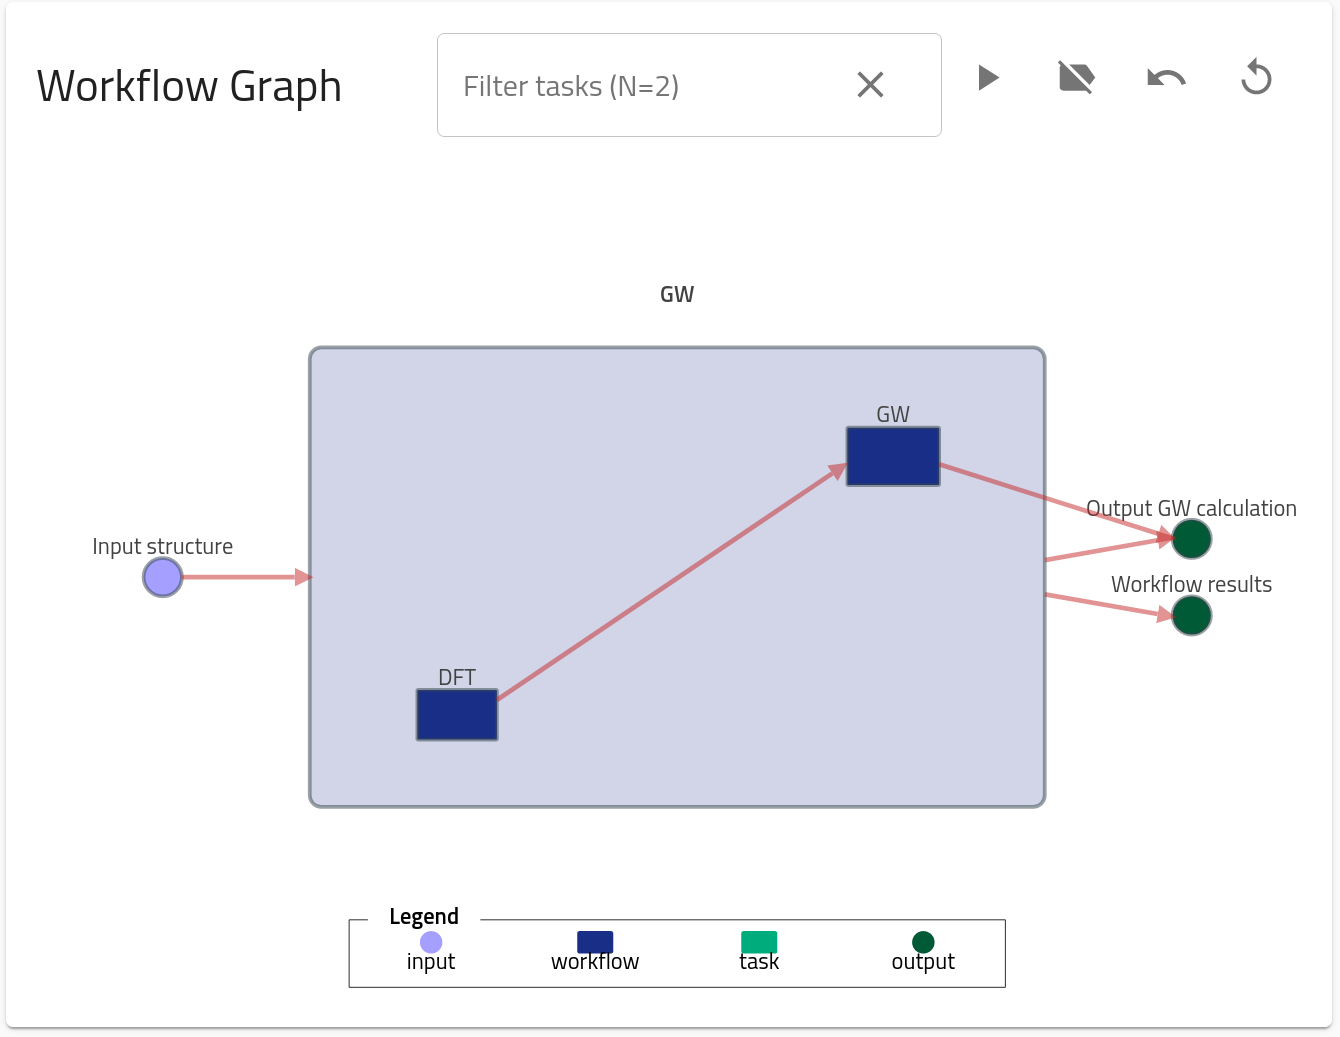 Workflow Graph
Filter tasks (N=2)
GW
GW
Output GW calculation
Input structure
Workflow results
DFT
Legend
input
workflow
task
output